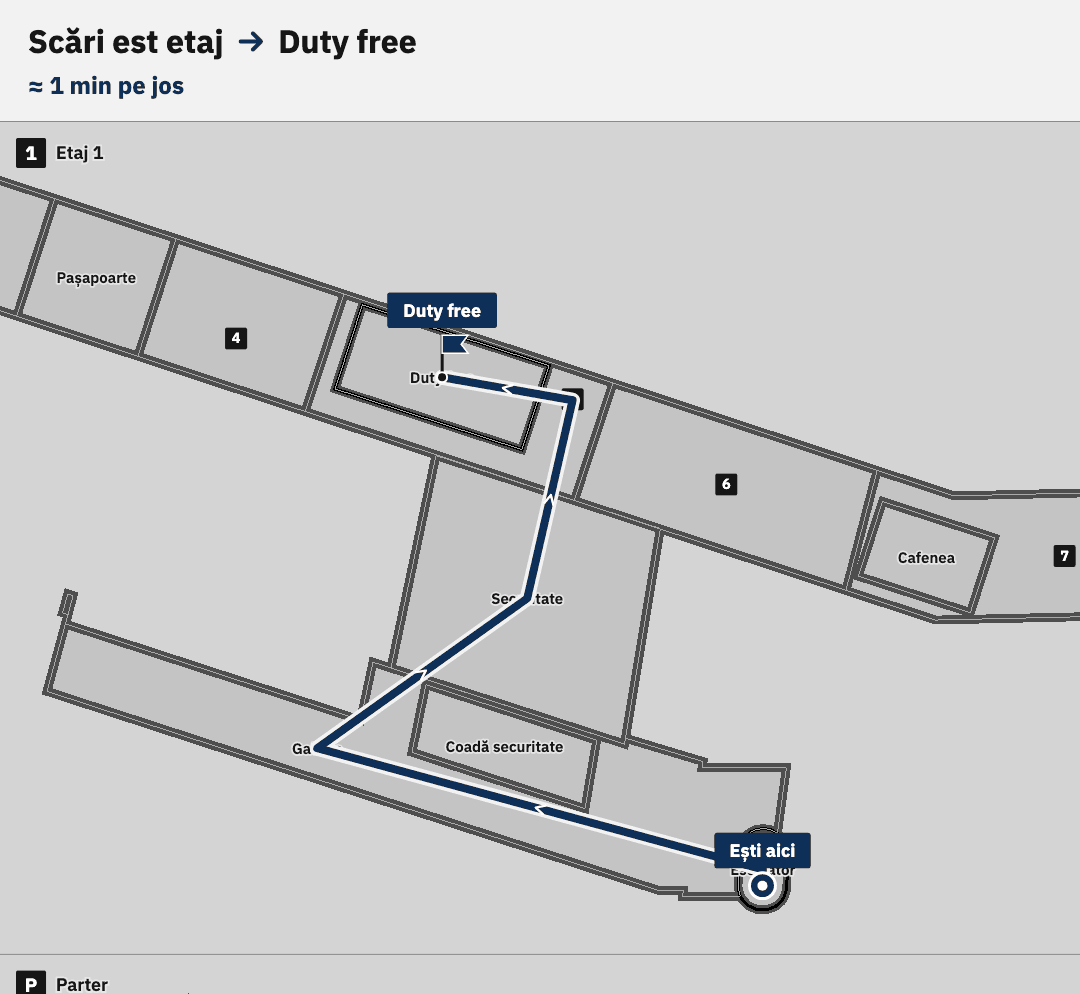 Scări est etaj → Duty free
≈ 1 min pe jos
1 Etaj 1
Pașapoarte
Duty free
4
6
Cafenea
7
Coadă securitate
Ești aici
P Parter